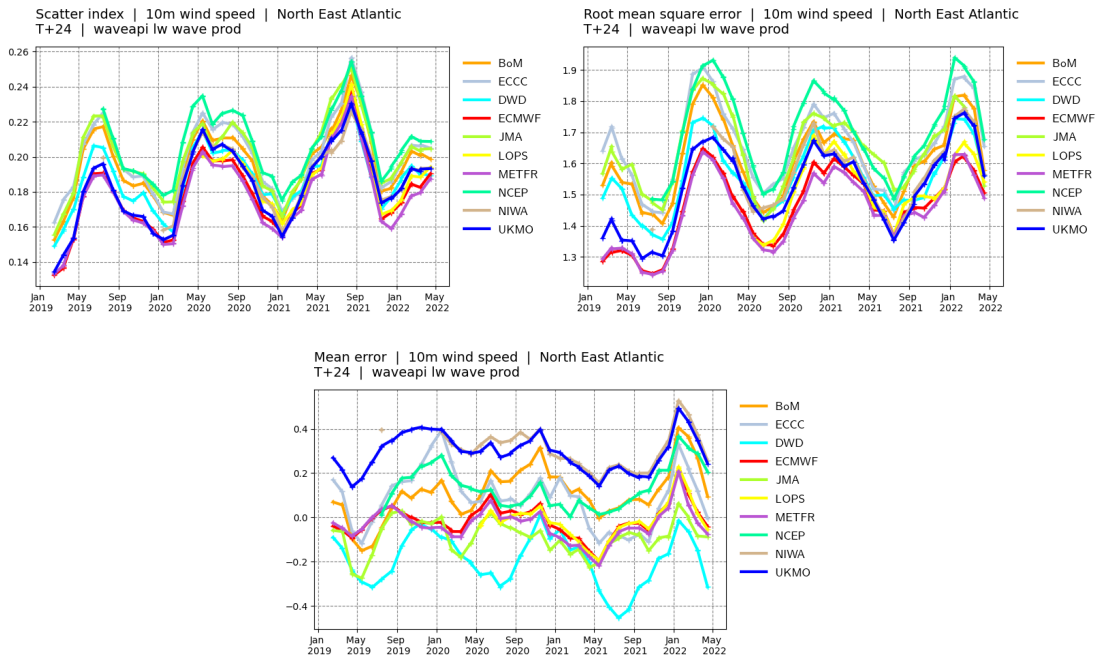 Scatter index | 10m wind speed | North East Atlantic
T+24 | waveapi lw wave prod
0.26
0.24
0.22
0.20
0.18
0.16
0.14
Jan 2019
May 2019
Sep 2019
Jan 2020
May 2020
Sep 2020
Jan 2021
May 2021
Sep 2021
Jan 2022
May 2022
BoM
ECCC
DWD
ECMWF
JMA
LOPS
METFR
NCEP
NIWA
UKMO
Root mean square error | 10m wind speed | North East Atlantic
T+24 | waveapi lw wave prod
1.9
1.8
1.7
1.6
1.5
1.4
1.3
Jan 2019
May 2019
Sep 2019
Jan 2020
May 2020
Sep 2020
Jan 2021
May 2021
Sep 2021
Jan 2022
May 2022
BoM
ECCC
DWD
ECMWF
JMA
LOPS
METFR
NCEP
NIWA
UKMO
Mean error | 10m wind speed | North East Atlantic
T+24 | waveapi lw wave prod
0.4
0.2
0.0
−0.2
−0.4
Jan 2019
May 2019
Sep 2019
Jan 2020
May 2020
Sep 2020
Jan 2021
May 2021
Sep 2021
Jan 2022
May 2022
BoM
ECCC
DWD
ECMWF
JMA
LOPS
METFR
NCEP
NIWA
UKMO